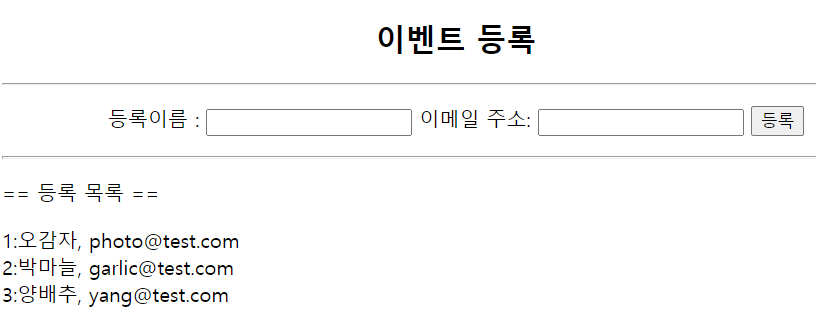 이벤트 등록
등록이름 : 이메일 주소: 등록
== 등록 목록 ==
1:오감자, photo@test.com
2:박마늘, garlic@test.com
3:양배추, yang@test.com